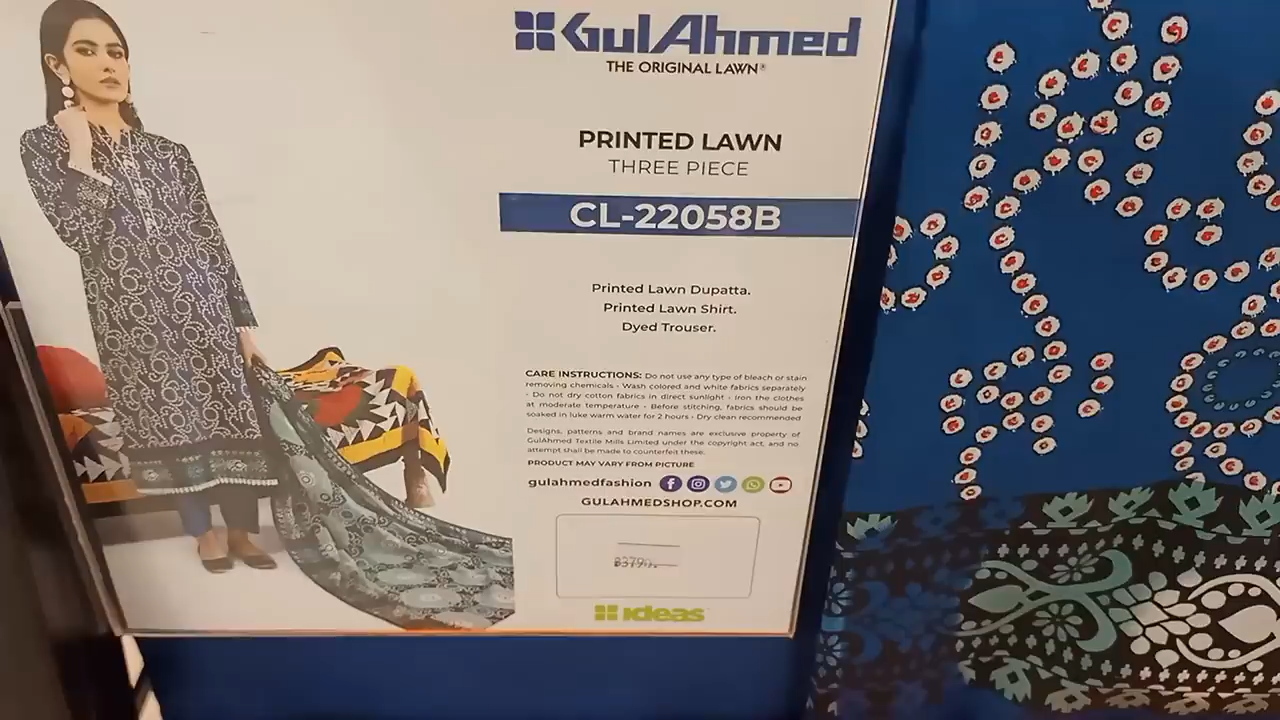 GulAhmed
THE ORIGINAL LAWN®
PRINTED LAWN
THREE PIECE
CL-22058B
Printed Lawn Dupatta.
Printed Lawn Shirt.
Dyed Trouser.
CARE INSTRUCTIONS: Do not use any type of bleach or stain
removing chemicals • Wash colored and white fabrics separately
• Do not dry cotton fabrics in direct sunlight • Iron the clothes
at moderate temperature • Before stitching, fabrics should be
soaked in luke warm water for 2 hours • Dry clean recommended
Designs, patterns and brand names are exclusive property of
GulAhmed Textile Mills Limited under the copyright act, and no
attempt shall be made to counterfeit these.
PRODUCT MAY VARY FROM PICTURE
gulahmedfashion
GULAHMEDSHOP.COM
ideas